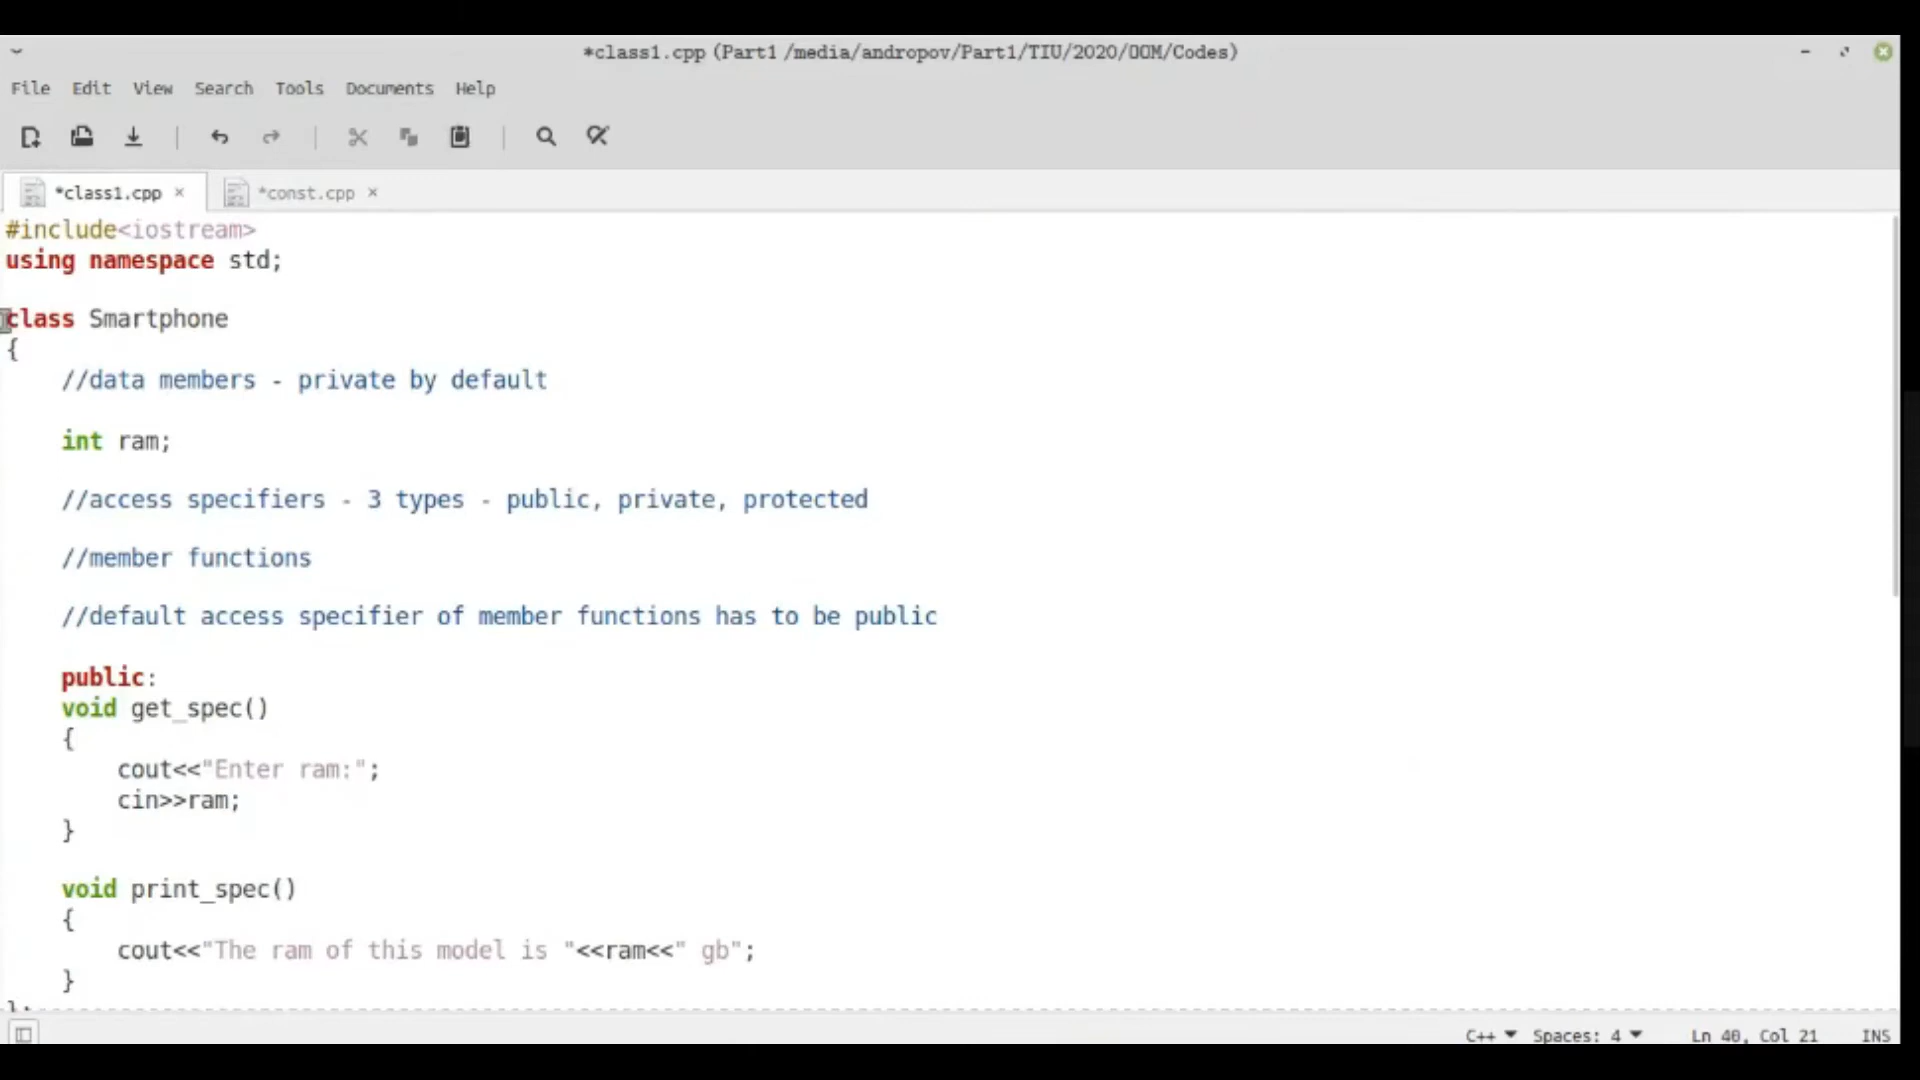 *class1.cpp (Part1 /media/andropov/Part1/TIU/2020/OOM/Codes)
File Edit View Search Tools Documents Help
*class1.cpp × *const.cpp ×
#include<iostream>
using namespace std;
class Smartphone
{
//data members - private by default
int ram;
//access specifiers - 3 types - public, private, protected
//member functions
//default access specifier of member functions has to be public
public:
void get_spec()
{
cout<<"Enter ram:";
cin>>ram;
}
void print_spec()
{
cout<<"The ram of this model is "<<ram<<" gb";
}
};
C++ Spaces: 4 Ln 40, Col 21 INS